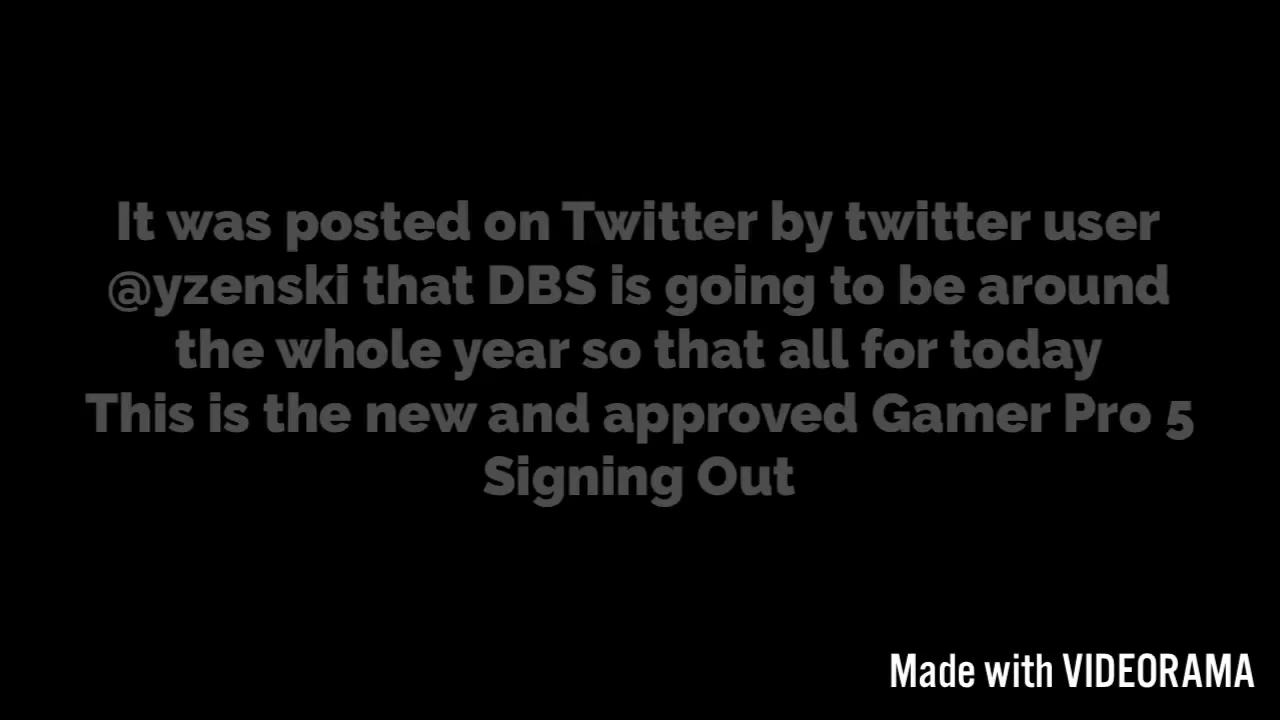 It was posted on Twitter by twitter user
@yzenski that DBS is going to be around
the whole year so that all for today
This is the new and approved Gamer Pro 5
Signing Out
Made with VIDEORAMA